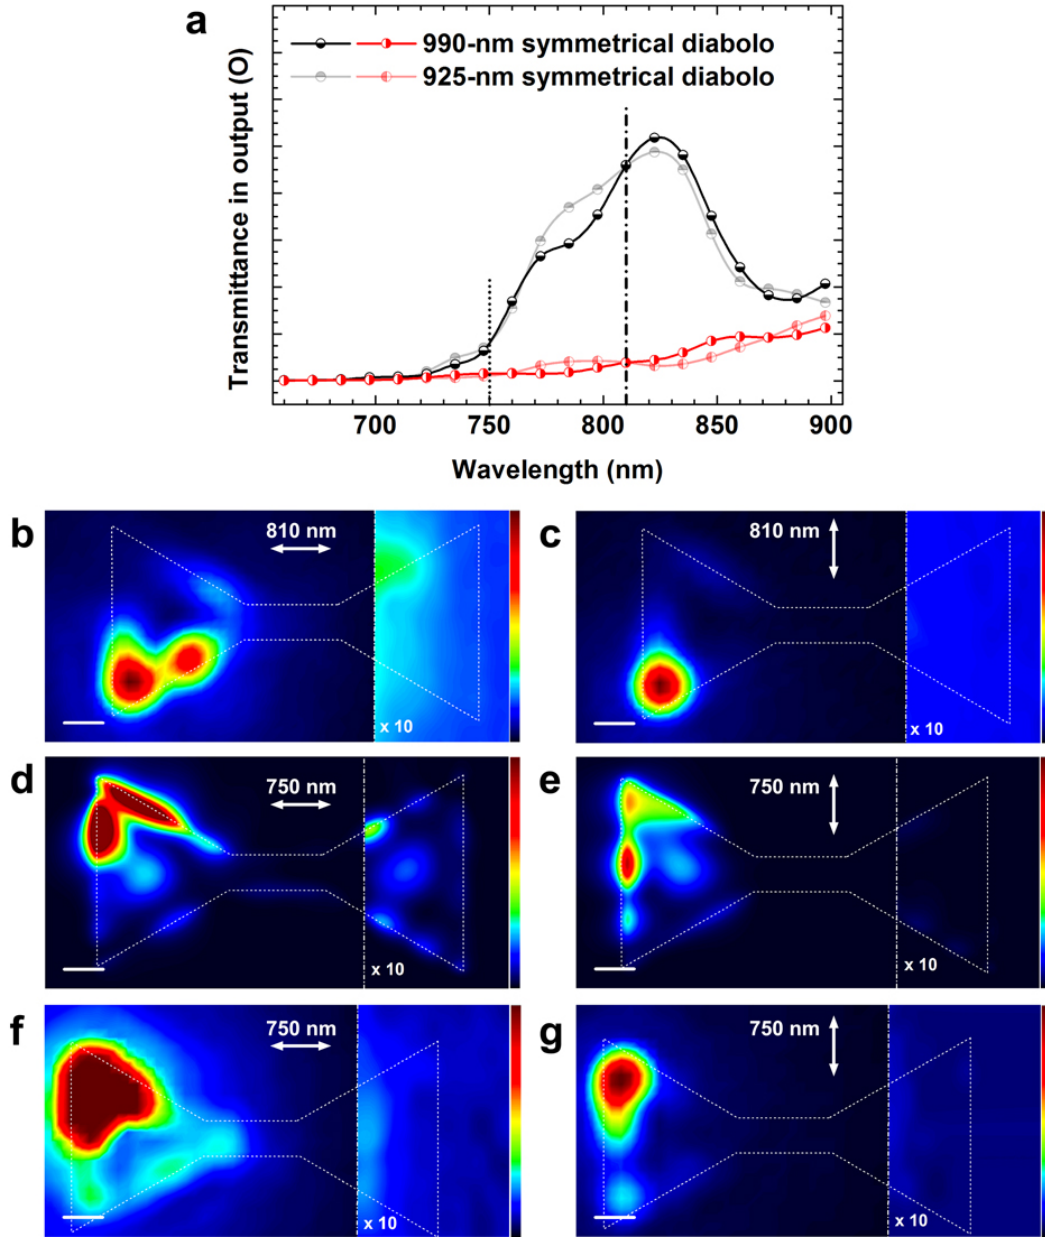 a
990-nm symmetrical diabolo
925-nm symmetrical diabolo
Transmittance in output (O)
700 750 800 850 900
Wavelength (nm)
b
810 nm
x 10
c
810 nm
x 10
d
750 nm
x 10
e
750 nm
x 10
f
750 nm
x 10
g
750 nm
x 10